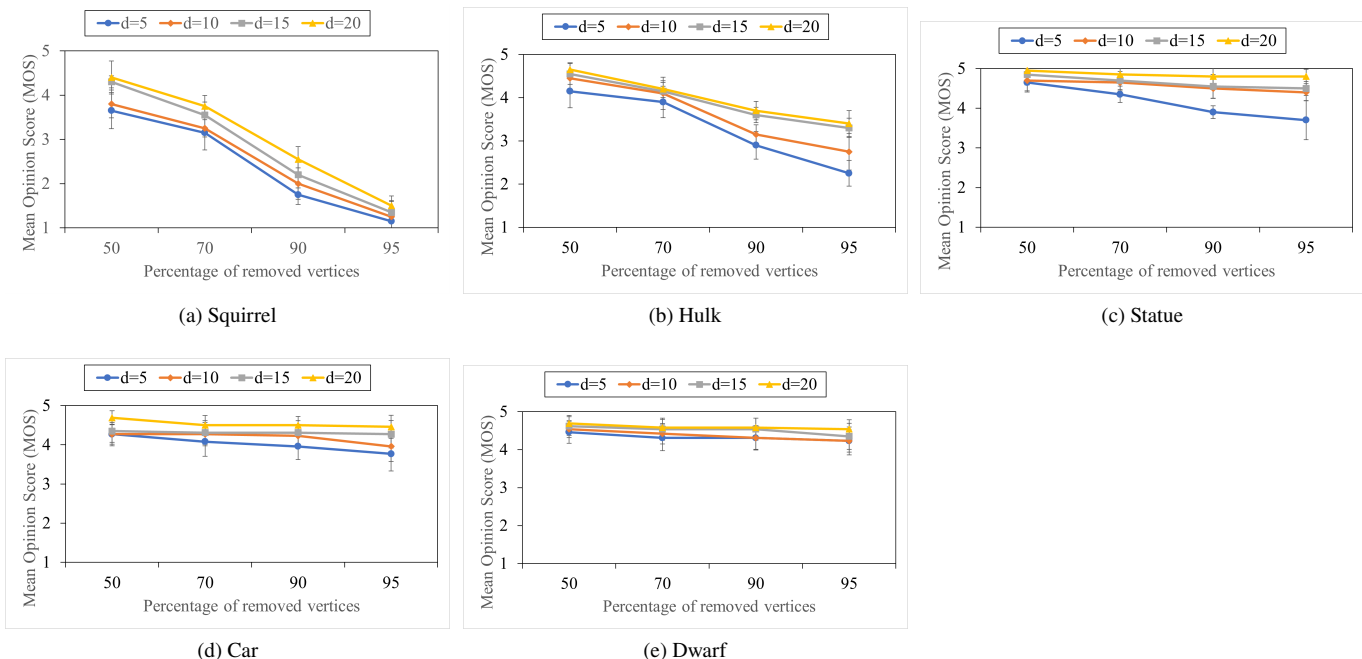 d=5 d=10 d=15 d=20
5
4
3
2
1
Mean Opinion Score (MOS)
50 70 90 95
Percentage of removed vertices
(a) Squirrel
d=5 d=10 d=15 d=20
5
4
3
2
1
Mean Opinion Score (MOS)
50 70 90 95
Percentage of removed vertices
(b) Hulk
d=5 d=10 d=15 d=20
5
4
3
2
1
Mean Opinion Score (MOS)
50 70 90 95
Percentage of removed vertices
(c) Statue
d=5 d=10 d=15 d=20
5
4
3
2
1
Mean Opinion Score (MOS)
50 70 90 95
Percentage of removed vertices
(d) Car
d=5 d=10 d=15 d=20
5
4
3
2
1
Mean Opinion Score (MOS)
50 70 90 95
Percentage of removed vertices
(e) Dwarf